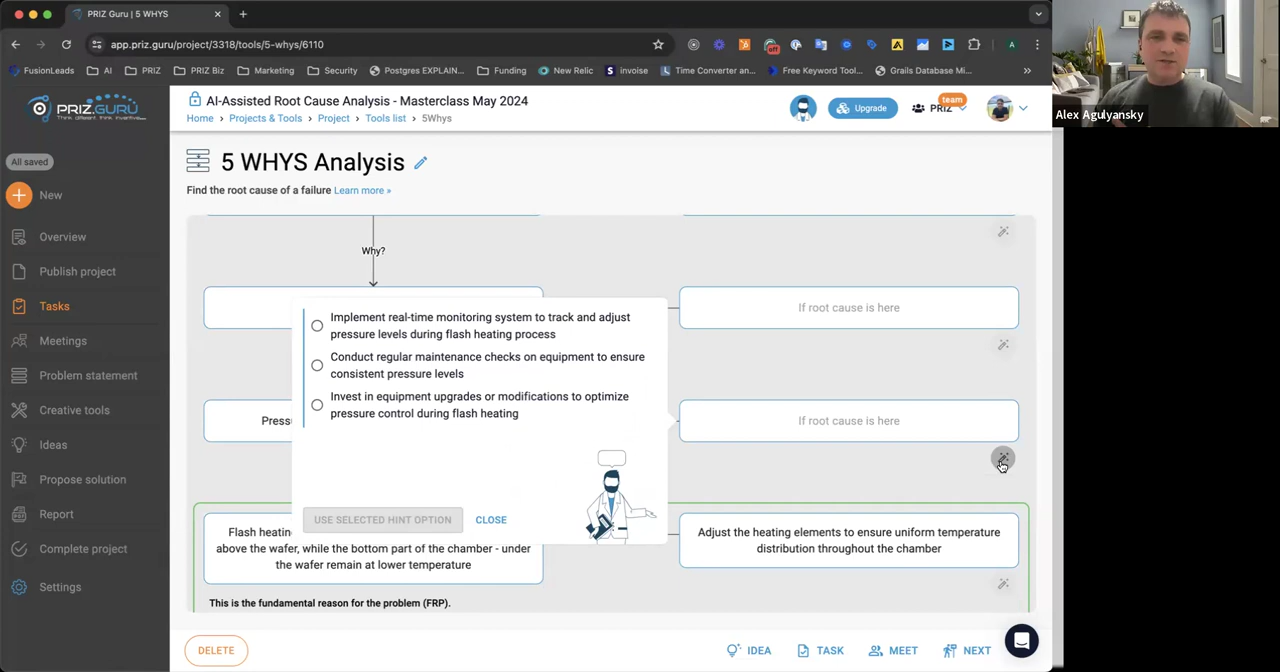 PRIZ Guru | 5 WHYS
app.priz.guru/project/3318/tools/5-whys/6110
off
A
FusionLeads
AI
PRIZ
PRIZ Biz
Marketing
Security
Postgres EXPLAIN...
Funding
New Relic
invoise
Time Converter an...
Free Keyword Tool...
Grails Database Mi...
Alex Agulyansky
PRIZ.GURU
Think different think inventive
AI-Assisted Root Cause Analysis - Masterclass May 2024
Home › Projects & Tools › Project › Tools list › 5Whys
Upgrade
PRIZ
team
All saved
New
Overview
Publish project
Tasks
Meetings
Problem statement
Creative tools
Ideas
Propose solution
Report
Complete project
Settings
5 WHYS Analysis
Find the root cause of a failure Learn more »
Why?
If root cause is here
Implement real-time monitoring system to track and adjust
pressure levels during flash heating process
Conduct regular maintenance checks on equipment to ensure
consistent pressure levels
Invest in equipment upgrades or modifications to optimize
pressure control during flash heating
USE SELECTED HINT OPTION
CLOSE
Press
If root cause is here
Flash heatin
above the wafer, while the bottom part of the chamber - under
the wafer remain at lower temperature
Adjust the heating elements to ensure uniform temperature
distribution throughout the chamber
This is the fundamental reason for the problem (FRP).
DELETE
IDEA
TASK
MEET
NEXT